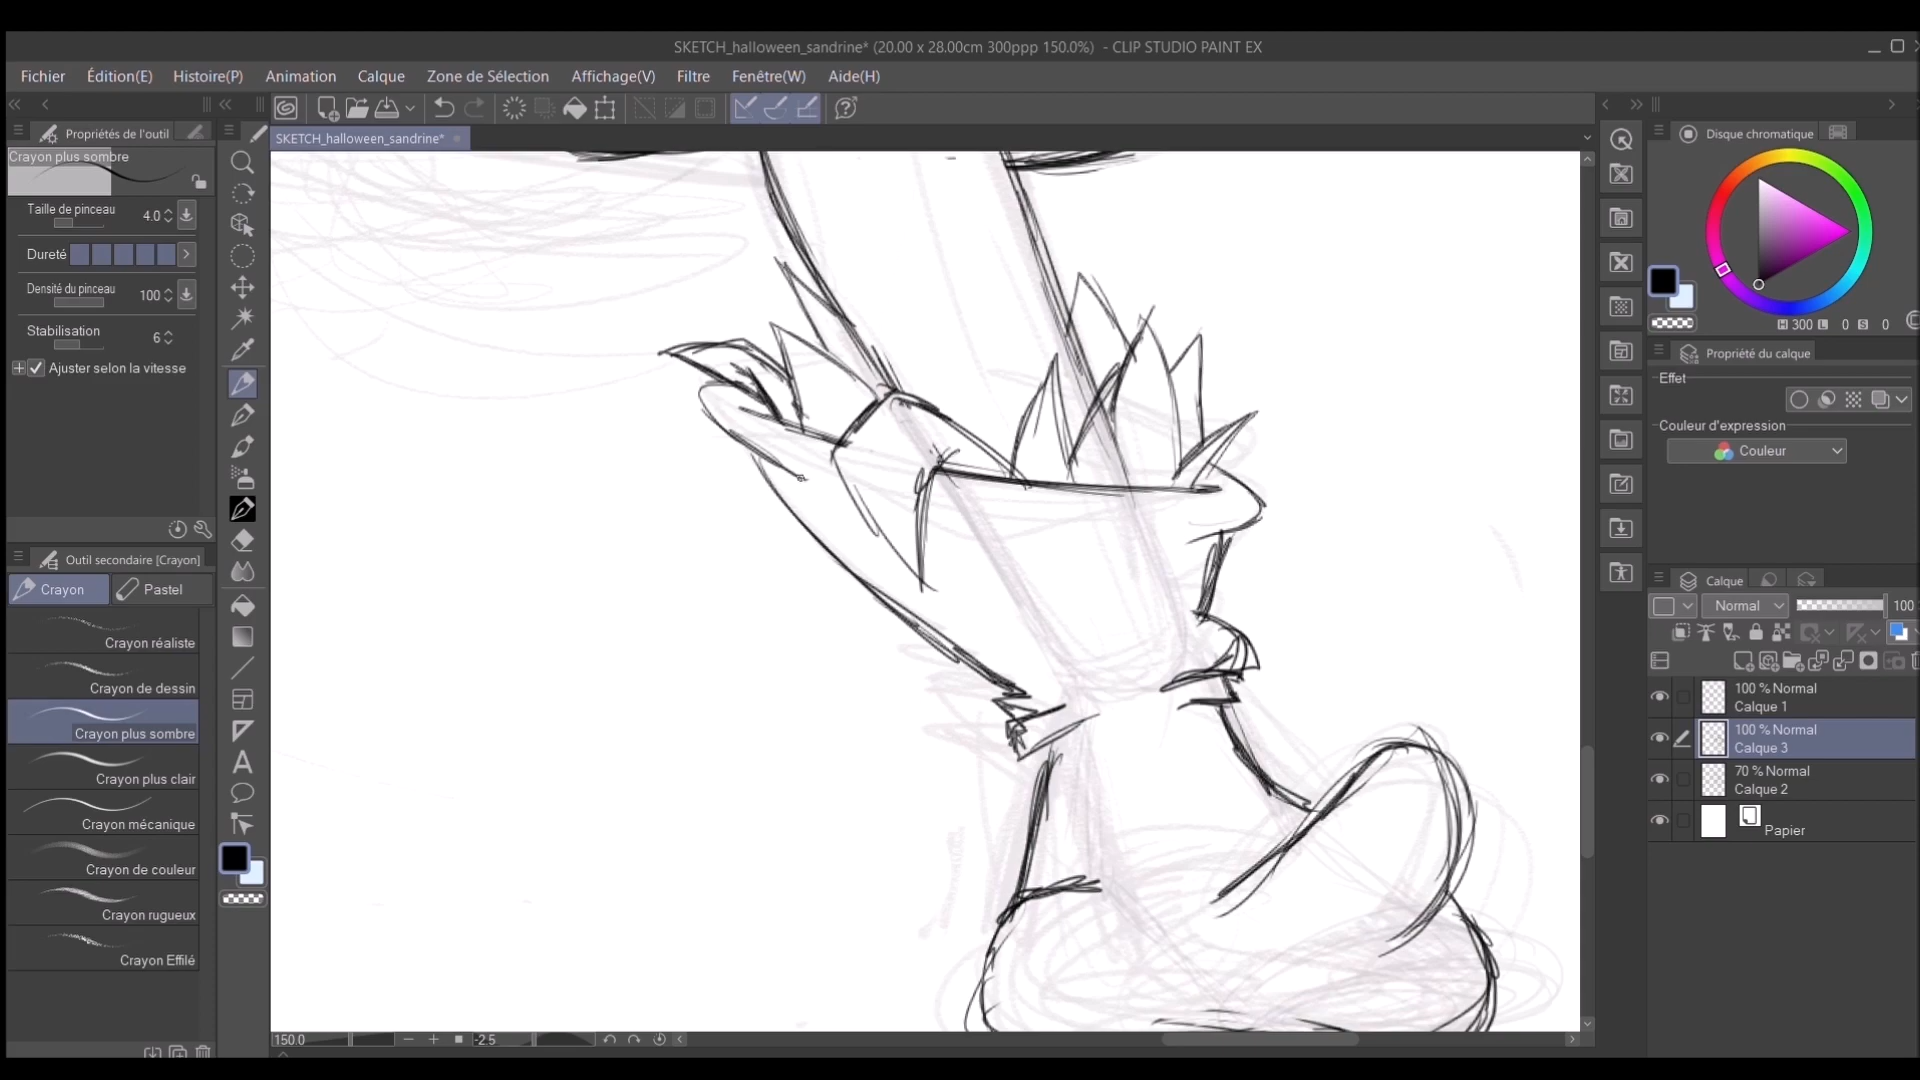 SKETCH_halloween_sandrine* (20.00 x 28.00cm 300ppp 150.0%) - CLIP STUDIO PAINT EX
Fichier Édition(E) Histoire(P) Animation Calque Zone de Sélection Affichage(V) Filtre Fenêtre(W) Aide(H)
Propriétés de l'outil
SKETCH_halloween_sandrine*
Crayon plus sombre
Taille de pinceau 4.0
Dureté
Densité du pinceau 100
Stabilisation 6
Ajuster selon la vitesse
Outil secondaire [Crayon]
Crayon Pastel
Crayon réaliste
Crayon de dessin
Crayon plus sombre
Crayon plus clair
Crayon mécanique
Crayon de couleur
Crayon rugueux
Crayon Effilé
150.0 -2.5
Disque chromatique
H 300 L 0 S 0
Propriété du calque
Effet
Couleur d'expression
Couleur
Calque
Normal 100
100 % Normal
Calque 1
100 % Normal
Calque 3
70 % Normal
Calque 2
Papier